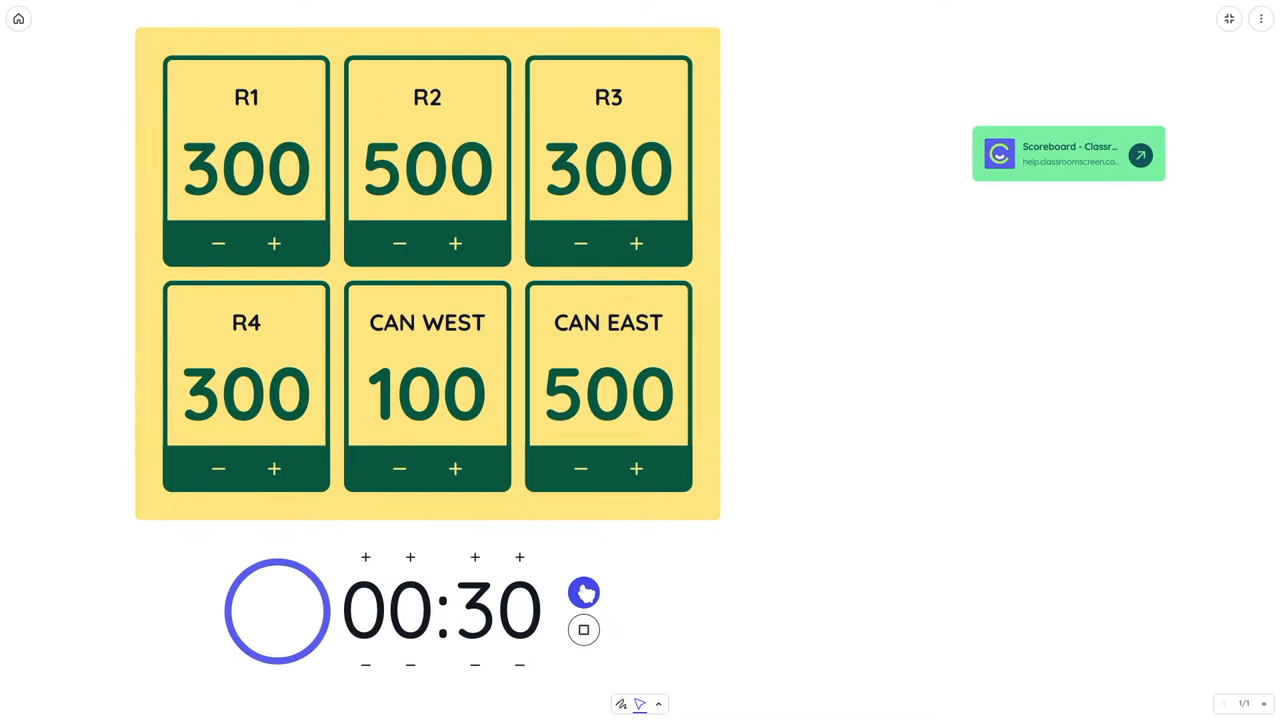 R1
300
− +
R2
500
− +
R3
300
− +
R4
300
− +
CAN WEST
100
− +
CAN EAST
500
− +
Scoreboard - Classr...
help.classroomscreen.co...
+ + + +
00:30
− − − −
1/1 +